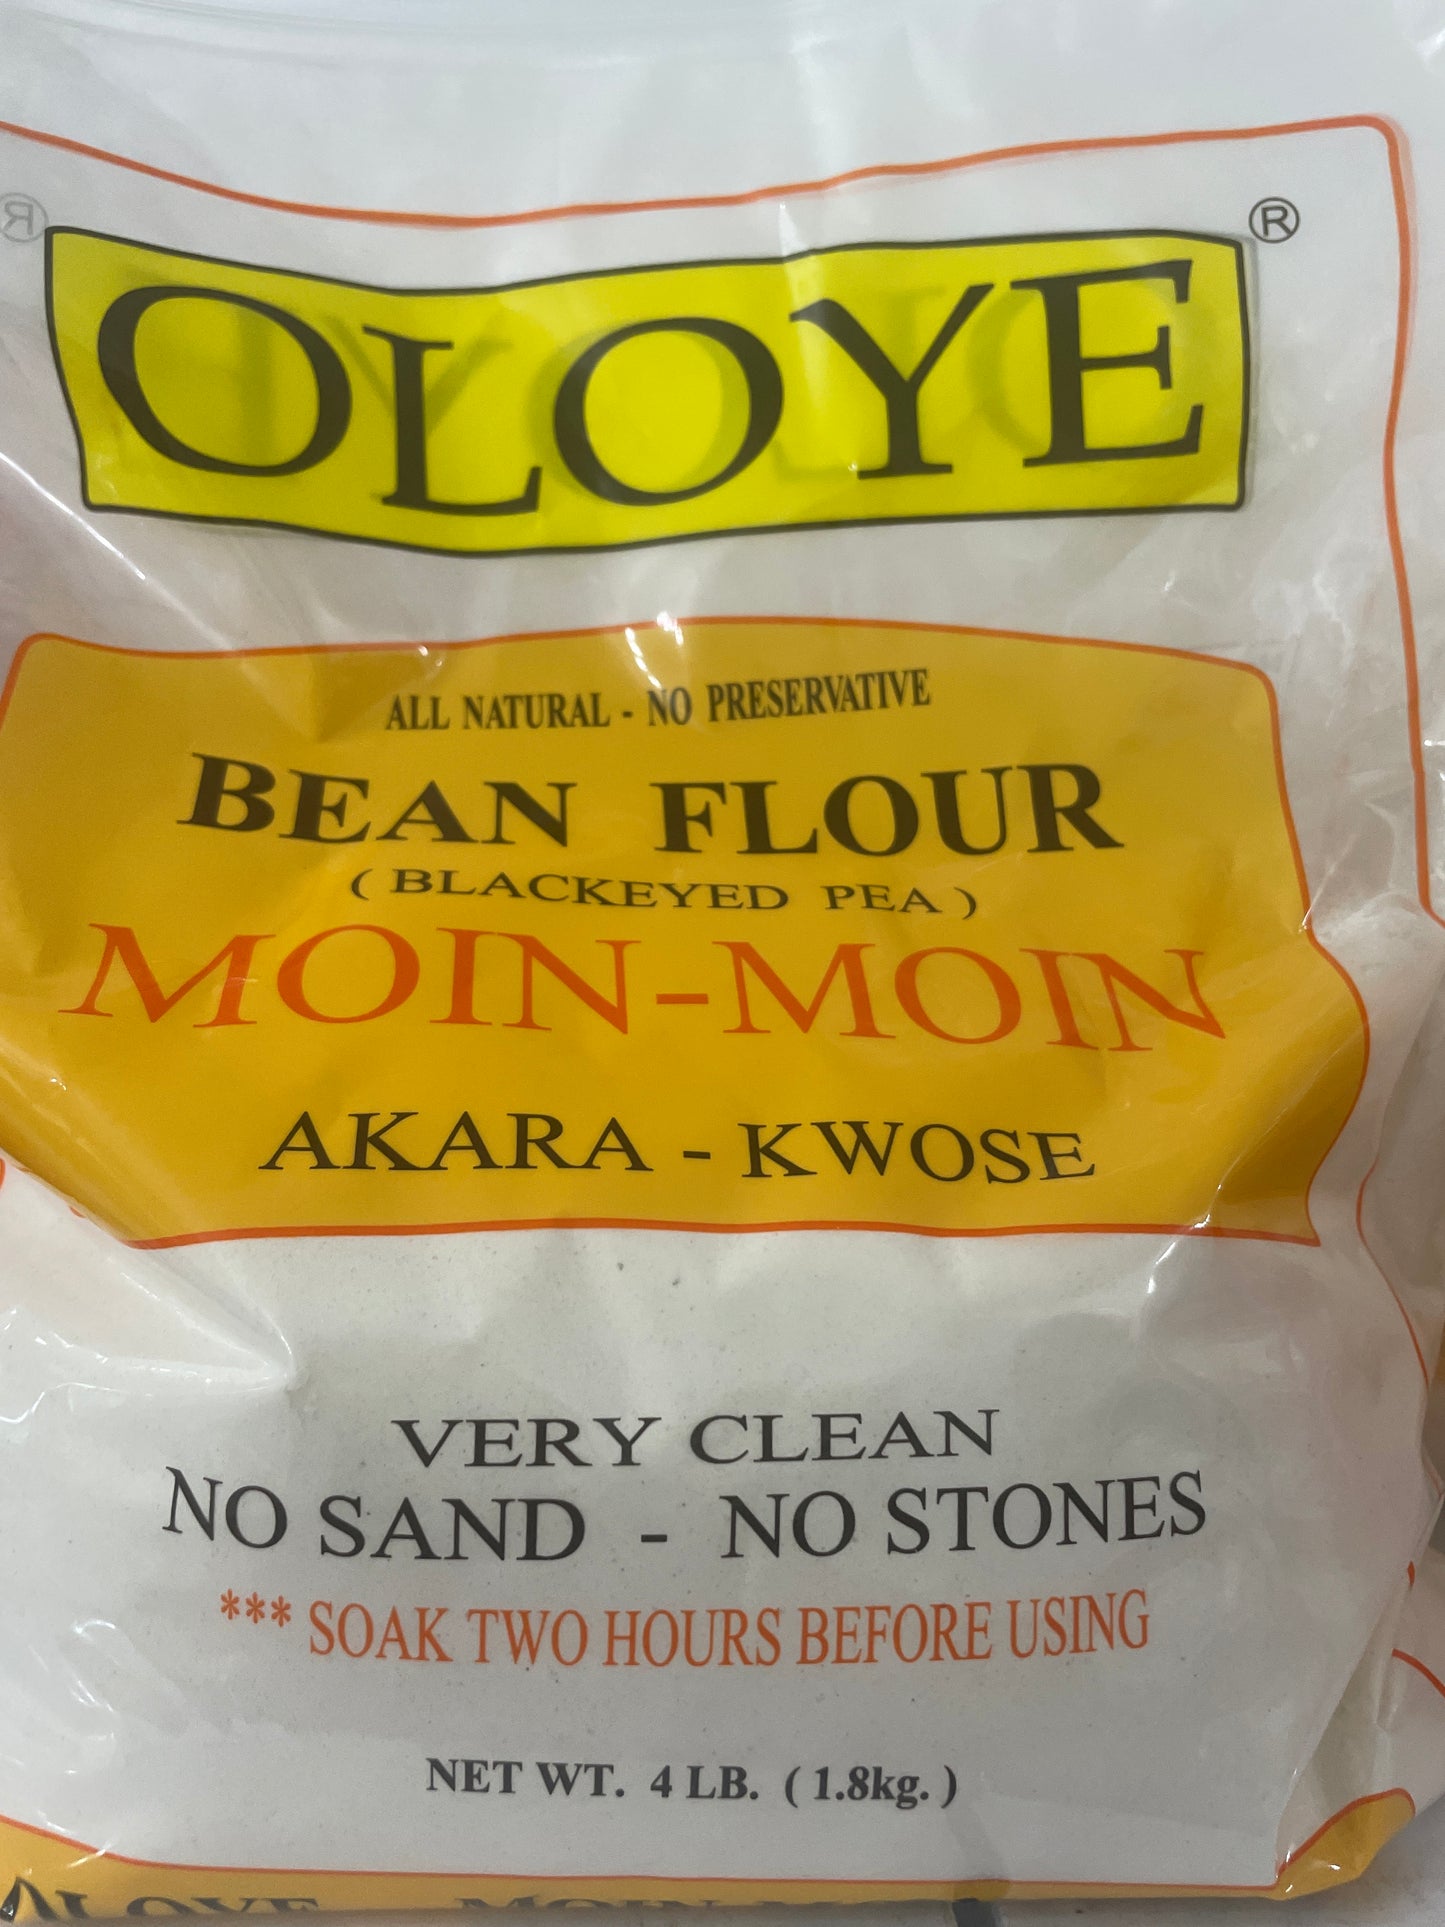 OLOYE ®
ALL NATURAL - NO PRESERVATIVE
BEAN FLOUR
( BLACKEYED PEA )
MOIN-MOIN
AKARA - KWOSE
VERY CLEAN
NO SAND - NO STONES
*** SOAK TWO HOURS BEFORE USING
NET WT. 4 LB. ( 1.8kg. )